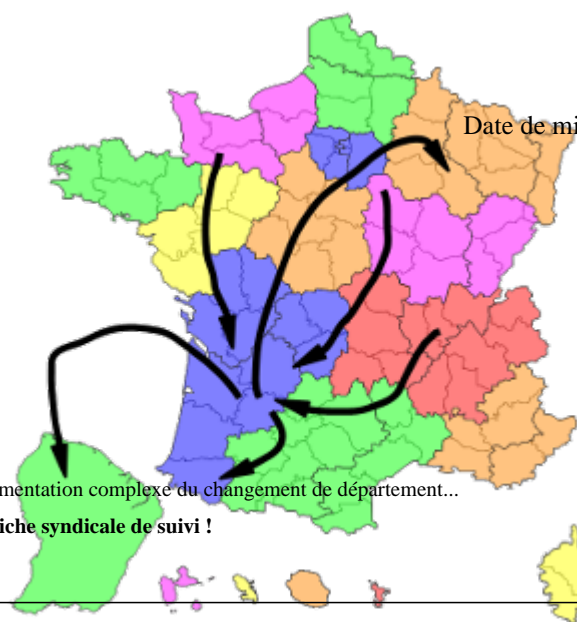 Date de mi
mentation complexe du changement de département...
iche syndicale de suivi !